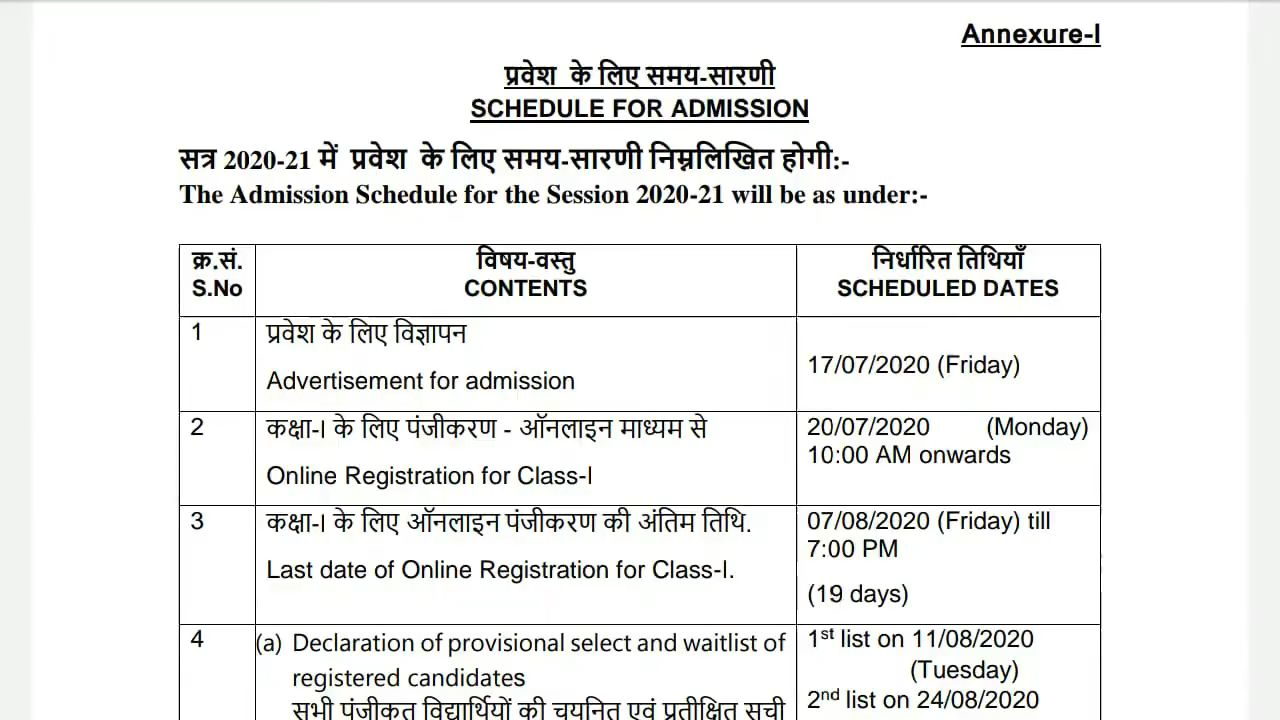 Annexure-I
प्रवेश के लिए समय-सारणी
SCHEDULE FOR ADMISSION
सत्र 2020-21 में प्रवेश के लिए समय-सारणी निम्नलिखित होगी:-
The Admission Schedule for the Session 2020-21 will be as under:-
क्र.सं.
S.No
विषय-वस्तु
CONTENTS
निर्धारित तिथियाँ
SCHEDULED DATES
1
प्रवेश के लिए विज्ञापन
Advertisement for admission
17/07/2020 (Friday)
2
कक्षा-I के लिए पंजीकरण - ऑनलाइन माध्यम से
Online Registration for Class-I
20/07/2020 (Monday)
10:00 AM onwards
3
कक्षा-I के लिए ऑनलाइन पंजीकरण की अंतिम तिथि.
Last date of Online Registration for Class-I.
07/08/2020 (Friday) till
7:00 PM
(19 days)
4
(a) Declaration of provisional select and waitlist of
registered candidates
सभी पंजीकृत विद्यार्थियों की चयनित एवं प्रतीक्षित सूची
1st list on 11/08/2020
(Tuesday)
2nd list on 24/08/2020